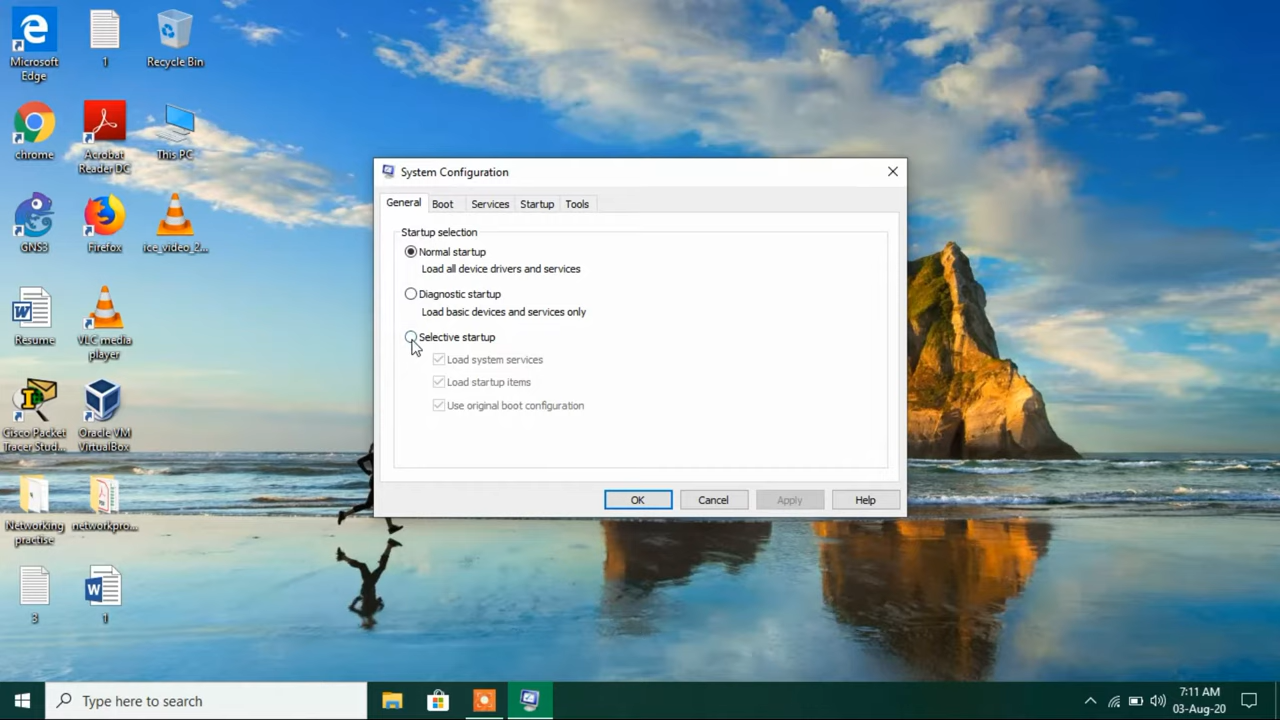 Microsoft
Edge
1
Recycle Bin
chrome
Acrobat
Reader DC
This PC
GNS3
Firefox
ice_video_2...
Resume
VLC media
player
Cisco Packet
Tracer Stud...
Oracle VM
VirtualBox
Networking
practise
networkpro...
3
1
System Configuration
General
Boot
Services
Startup
Tools
Startup selection
Normal startup
Load all device drivers and services
Diagnostic startup
Load basic devices and services only
Selective startup
Load system services
Load startup items
Use original boot configuration
OK
Cancel
Apply
Help
Type here to search
7:11 AM
03-Aug-20